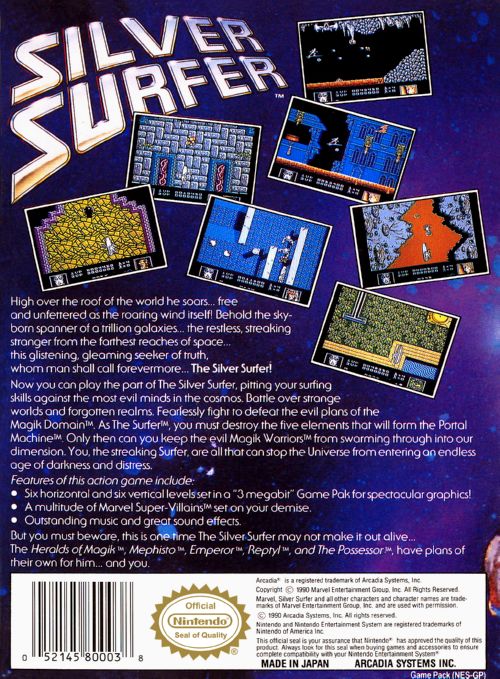 SILVER
SURFER™
High over the roof of the world he soars... free
and unfettered as the roaring wind itself! Behold the sky-
born spanner of a trillion galaxies... the restless, streaking
stranger from the farthest reaches of space...
this glistening, gleaming seeker of truth,
whom man shall call forevermore... The Silver Surfer!
Now you can play the part of The Silver Surfer, pitting your surfing
skills against the most evil minds in the cosmos. Battle over strange
worlds and forgotten realms. Fearlessly fight to defeat the evil plans of the
Magik Domain™. As The Surfer™, you must destroy the five elements that will form the Portal
Machine™. Only then can you keep the evil Magik Warriors™ from swarming through into our
dimension. You, the streaking Surfer, are all that can stop the Universe from entering an endless
age of darkness and distress.
Features of this action game include:
• Six horizontal and six vertical levels set in a "3 megabit" Game Pak for spectacular graphics!
• A multitude of Marvel Super-Villains™ set on your demise.
• Outstanding music and great sound effects.
But you must beware, this is one time The Silver Surfer may not make it out alive...
The Heralds of Magik™, Mephisto™, Emperor™, Reptyl™, and The Possessor™, have plans of
their own for him... and you.
0 52145 80003 8
Official
Nintendo
Seal of Quality
Arcadia® is a registered trademark of Arcadia Systems, Inc.
Copyright © 1990 Marvel Entertainment Group, Inc. All Rights Reserved.
Marvel, Silver Surfer and all other characters and character names are trade-
marks of Marvel Entertainment Group, Inc. and are used with permission.
© 1990 Arcadia Systems, Inc. All rights reserved.
Nintendo and Nintendo Entertainment System are registered trademarks of
Nintendo of America Inc.
This official seal is your assurance that Nintendo® has approved the quality of this
product. Always look for this seal when buying games and accessories to ensure
complete compatibility with your Nintendo Entertainment System™
MADE IN JAPAN ARCADIA SYSTEMS INC.
Game Pack (NES-GP)